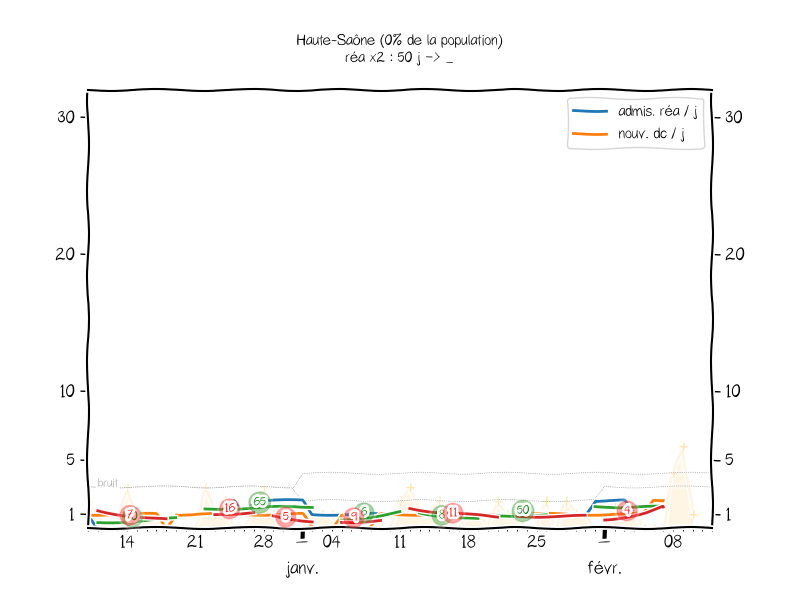 Haute-Saône (0% de la population)
réa x2 : 50 j -> _
admis. réa / j
nouv. dc / j
30 30
20 20
10 10
5 5
bruit
1 1
7 16 65 5 9 8 11 50 4
14 21 28 04 11 18 25 08
janv. févr.